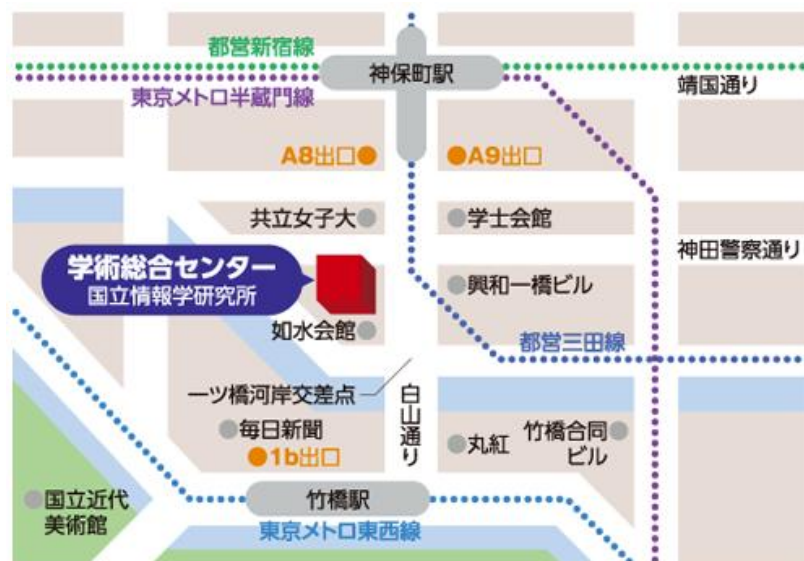 都営新宿線
神保町駅
東京メトロ半蔵門線
靖国通り
A8出口
A9出口
共立女子大
学士会館
神田警察通り
学術総合センター
国立情報学研究所
興和一橋ビル
如水会館
都営三田線
一ツ橋河岸交差点
白山通り
毎日新聞
1b出口
丸紅
竹橋合同
ビル
国立近代
美術館
竹橋駅
東京メトロ東西線